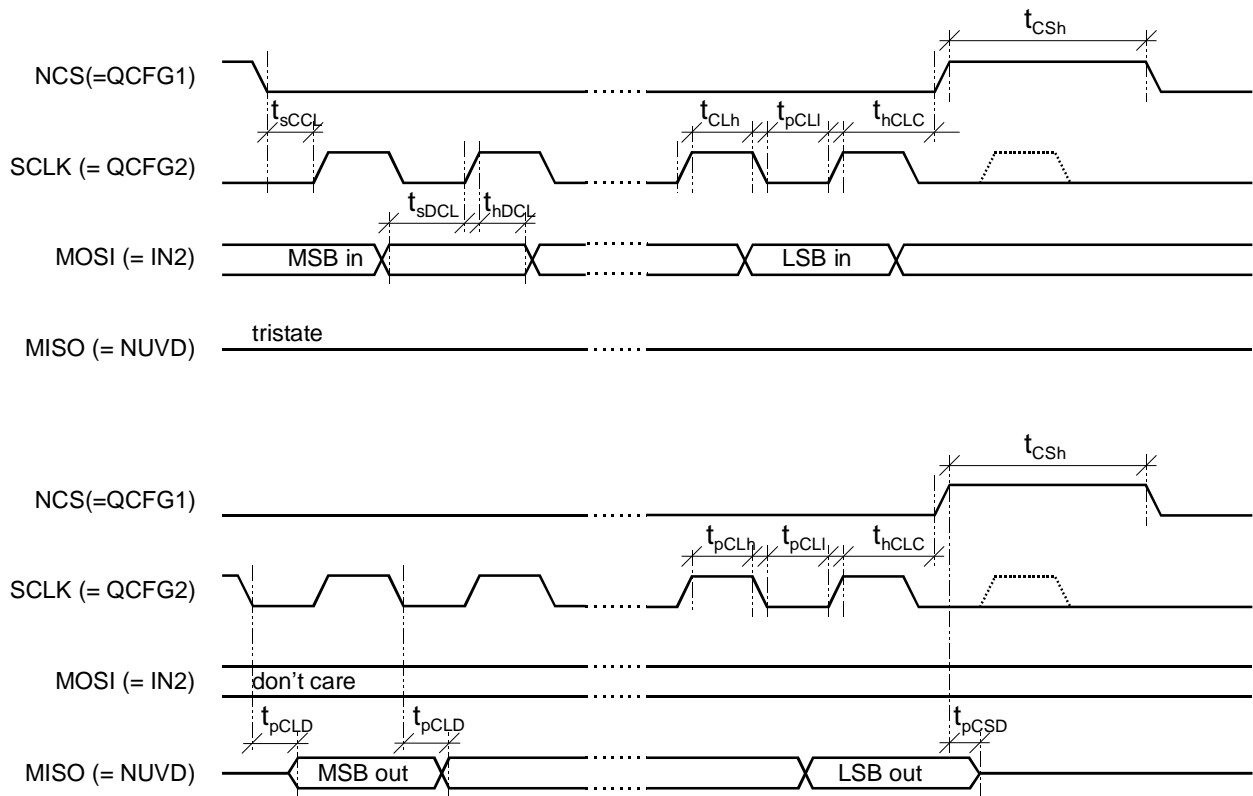 tCSh
NCS(=QCFG1)
tsCCL
tCLh
tpCLl
thCLC
SCLK (= QCFG2)
tsDCL
thDCL
MOSI (= IN2)
MSB in
LSB in
MISO (= NUVD)
tristate
tCSh
NCS(=QCFG1)
tpCLh
tpCLl
thCLC
SCLK (= QCFG2)
MOSI (= IN2)
don't care
tpCLD
tpCLD
tpCSD
MISO (= NUVD)
MSB out
LSB out